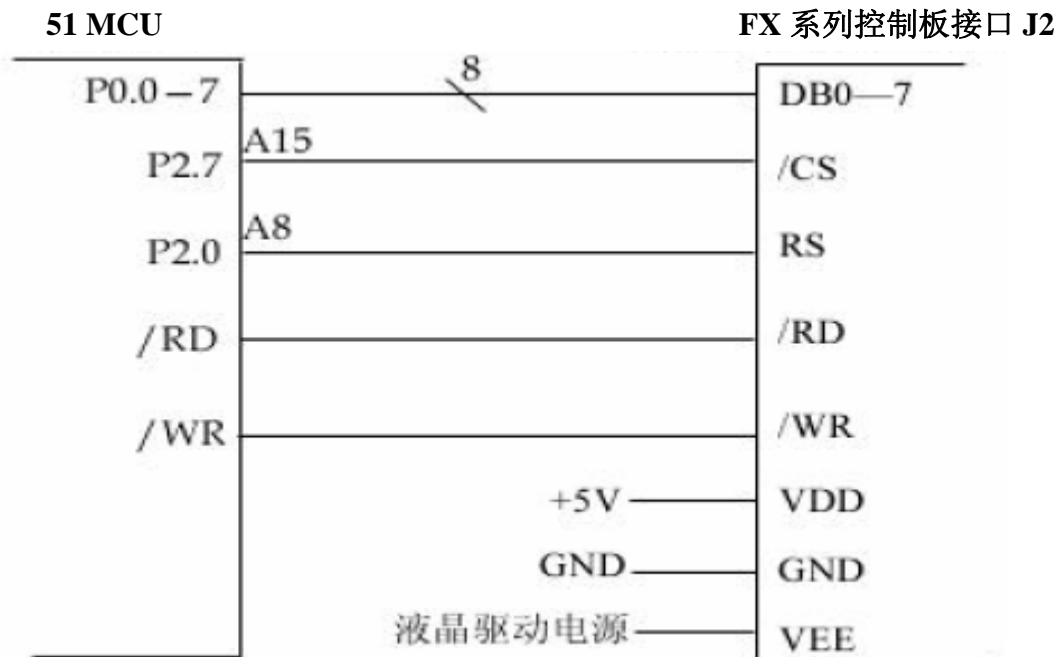 51 MCU FX 系列控制板接口 J2
8
P0.0－7 DB0—7
A15
P2.7 /CS
A8
P2.0 RS
/RD /RD
/WR /WR
+5V VDD
GND GND
液晶驱动电源 VEE